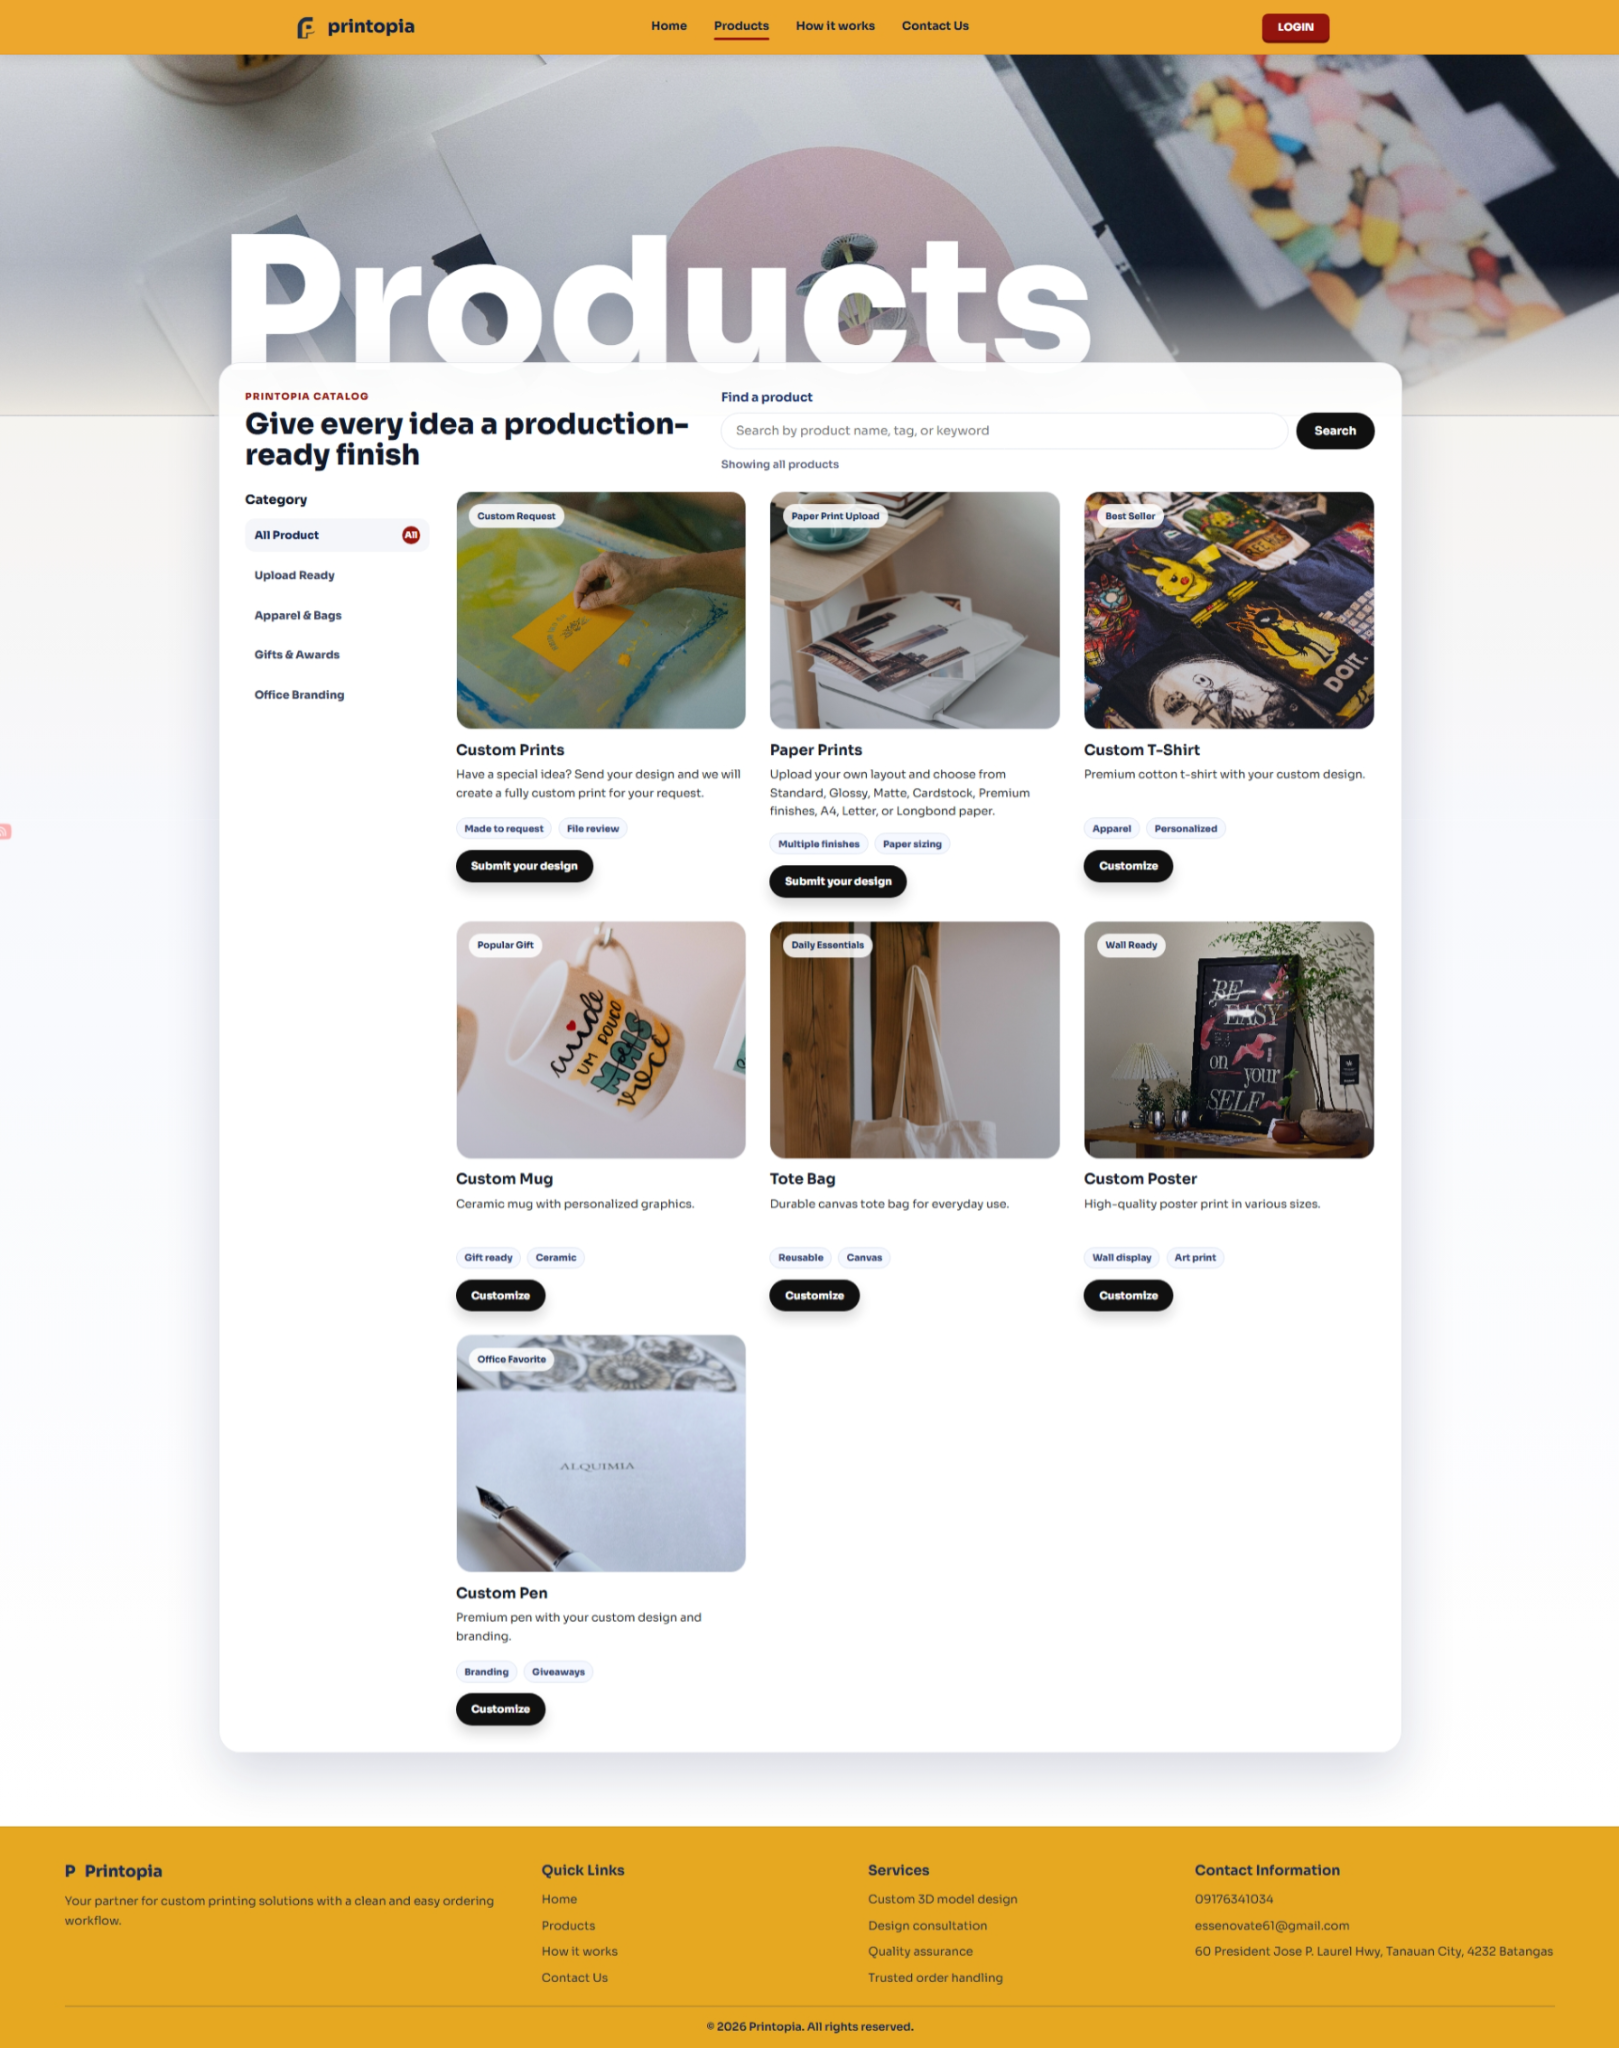 printopia
Home
Products
How it works
Contact Us
LOGIN
Products
PRINTOPIA CATALOG
Give every idea a production-
ready finish
Find a product
Search by product name, tag, or keyword
Search
Showing all products
Category
All Product
All
Upload Ready
Apparel & Bags
Gifts & Awards
Office Branding
Custom Request
Custom Prints
Have a special idea? Send your design and we will
create a fully custom print for your request.
Made to request
File review
Submit your design
Paper Print Upload
Paper Prints
Upload your own layout and choose from
Standard, Glossy, Matte, Cardstock, Premium
finishes, A4, Letter, or Longbond paper.
Multiple finishes
Paper sizing
Submit your design
Best Seller
DOIT.
Custom T-Shirt
Premium cotton t-shirt with your custom design.
Apparel
Personalized
Customize
Popular Gift
cuide
UM POUCO
MAIS
de
você
Custom Mug
Ceramic mug with personalized graphics.
Gift ready
Ceramic
Customize
Daily Essentials
Tote Bag
Durable canvas tote bag for everyday use.
Reusable
Canvas
Customize
Wall Ready
BE
EASY
on
your
SELF
Custom Poster
High-quality poster print in various sizes.
Wall display
Art print
Customize
Office Favorite
ALQUIMIA
Custom Pen
Premium pen with your custom design and
branding.
Branding
Giveaways
Customize
P Printopia
Your partner for custom printing solutions with a clean and easy ordering
workflow.
Quick Links
Home
Products
How it works
Contact Us
Services
Custom 3D model design
Design consultation
Quality assurance
Trusted order handling
Contact Information
09176341034
essenovate61@gmail.com
60 President Jose P. Laurel Hwy, Tanauan City, 4232 Batangas
© 2026 Printopia. All rights reserved.